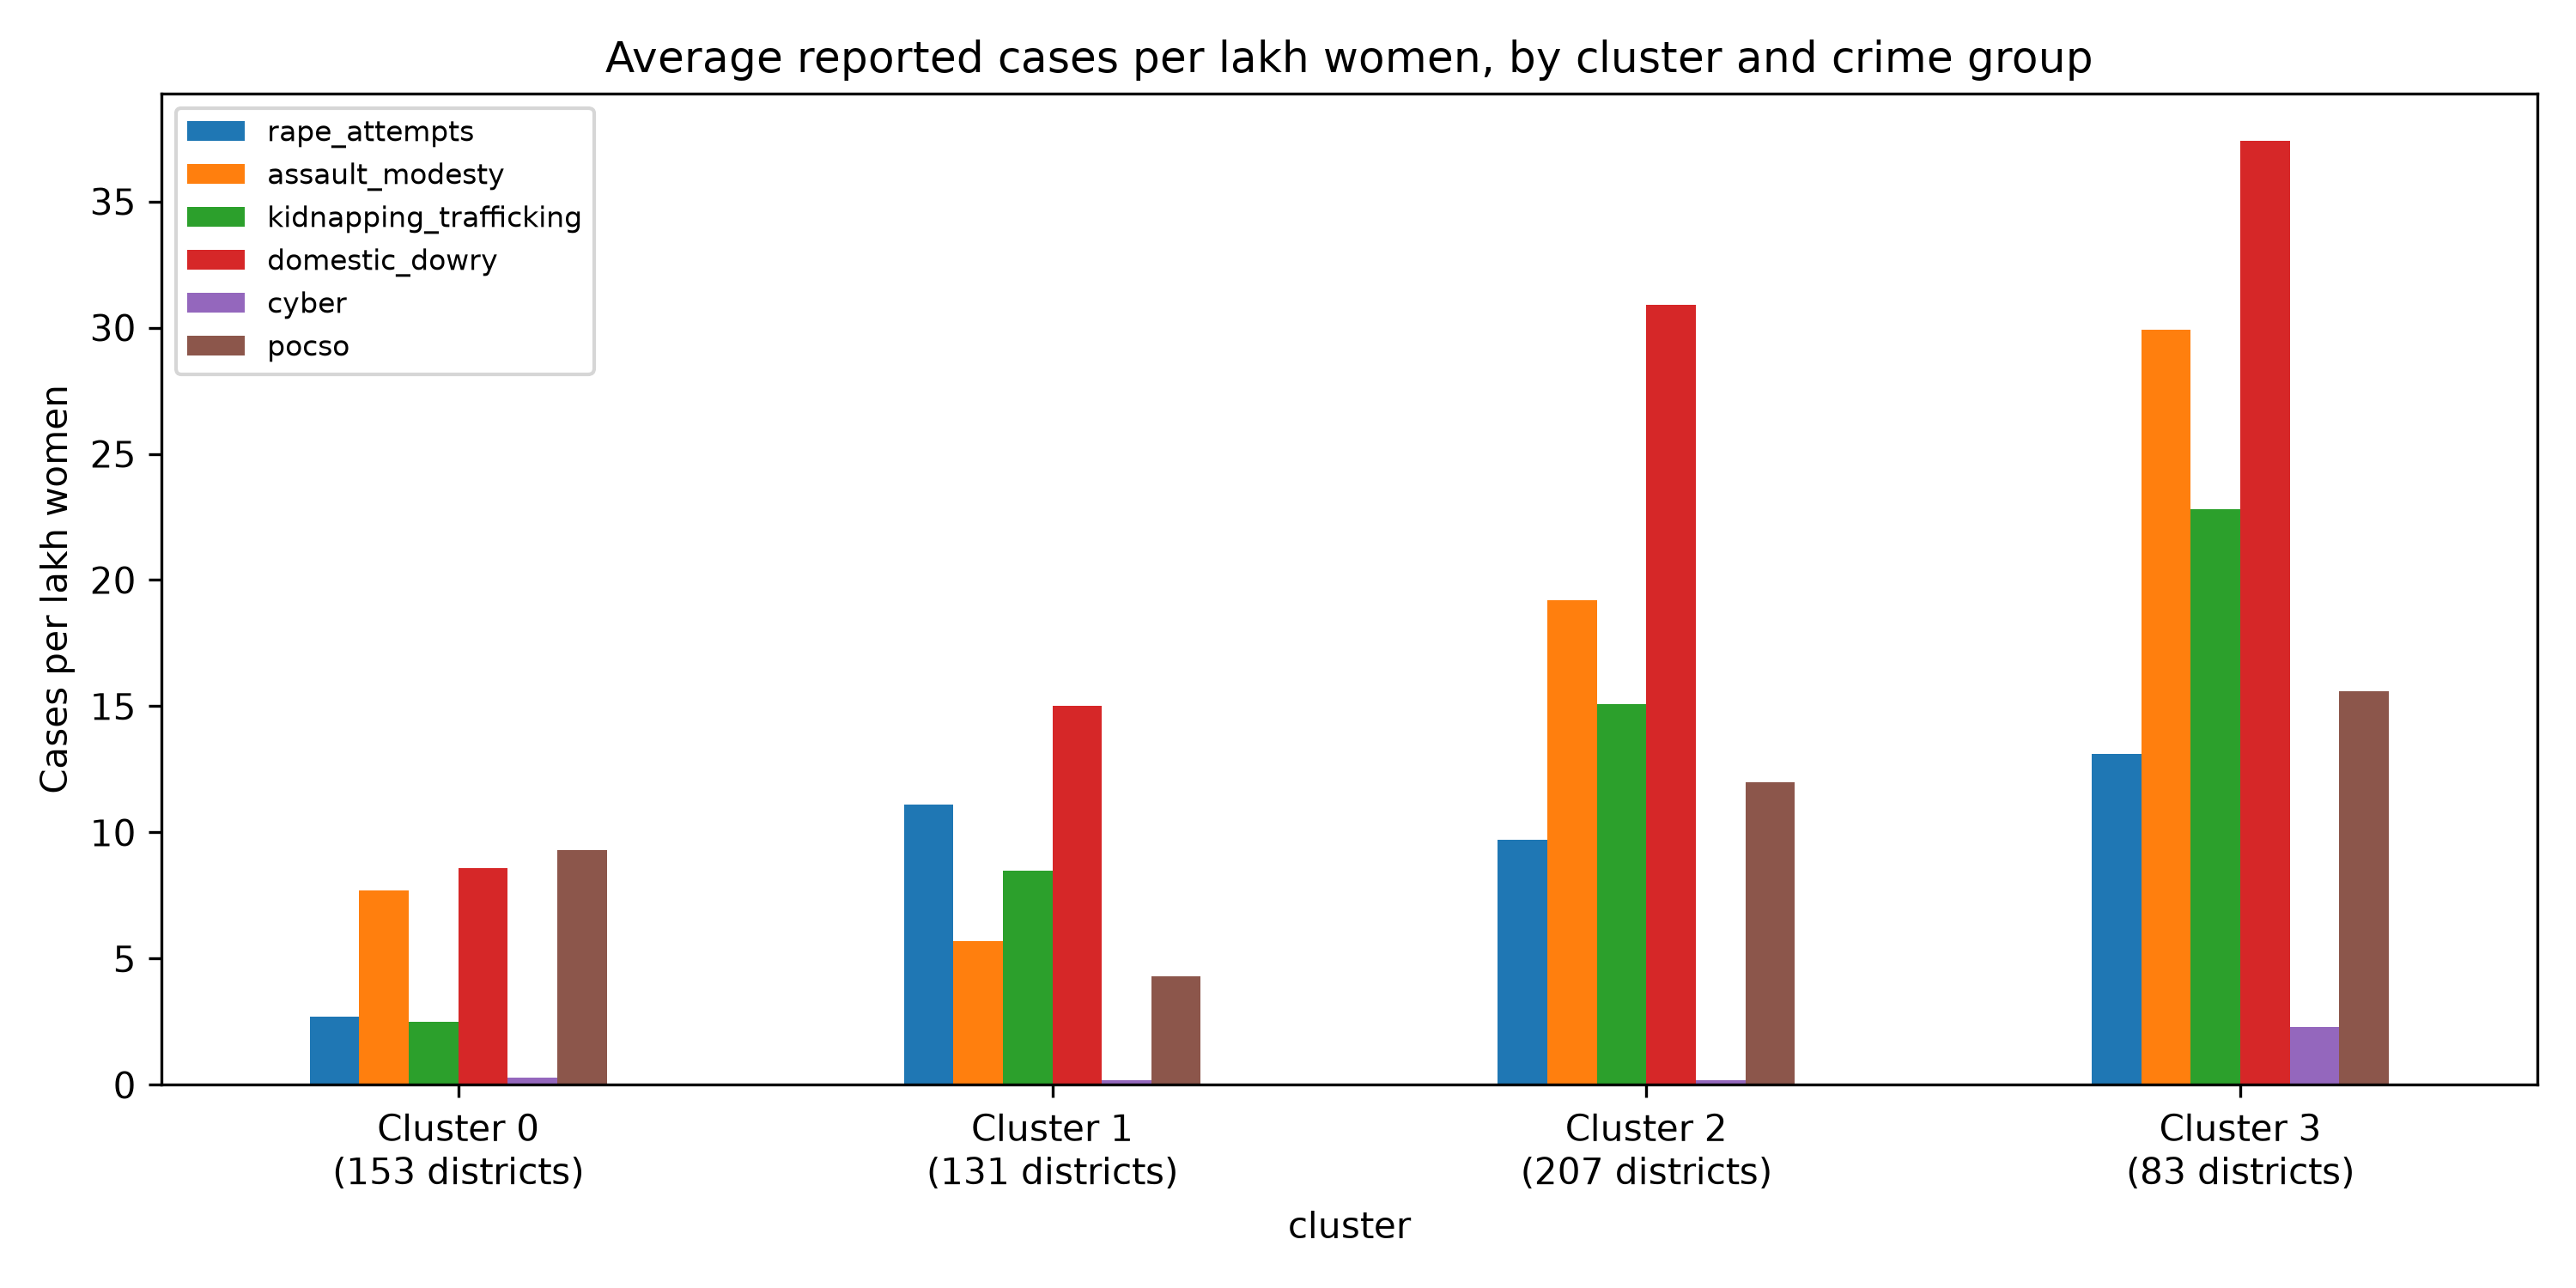 Average reported cases per lakh women, by cluster and crime group
rape_attempts
assault_modesty
kidnapping_trafficking
domestic_dowry
cyber
pocso
Cases per lakh women
35
30
25
20
15
10
5
0
Cluster 0
(153 districts)
Cluster 1
(131 districts)
Cluster 2
(207 districts)
Cluster 3
(83 districts)
cluster